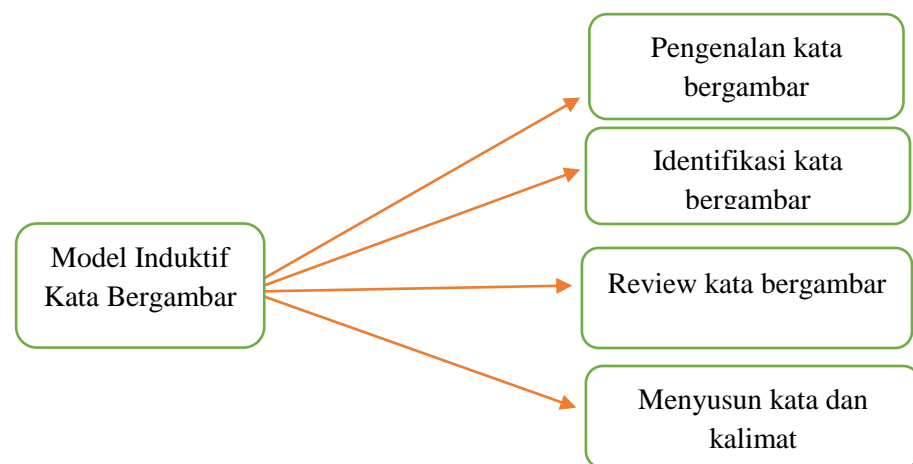 Pengenalan kata
bergambar
Identifikasi kata
bergambar
Model Induktif
Kata Bergambar
Review kata bergambar
Menyusun kata dan
kalimat